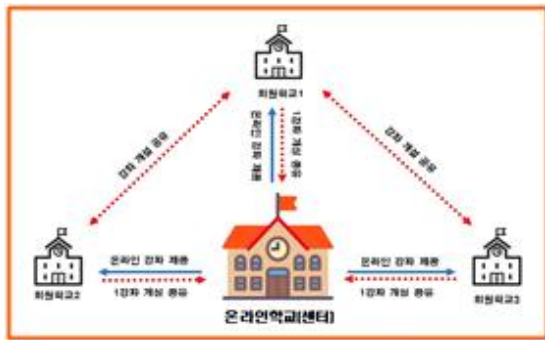 회원학교1
강좌 개설 공유
온라인 강좌 제공
1강좌 개설 공유
강좌 개설 공유
회원학교2
온라인 강좌 제공
1강좌 개설 공유
온라인 강좌 제공
1강좌 개설 공유
회원학교3
온라인학교(센터)